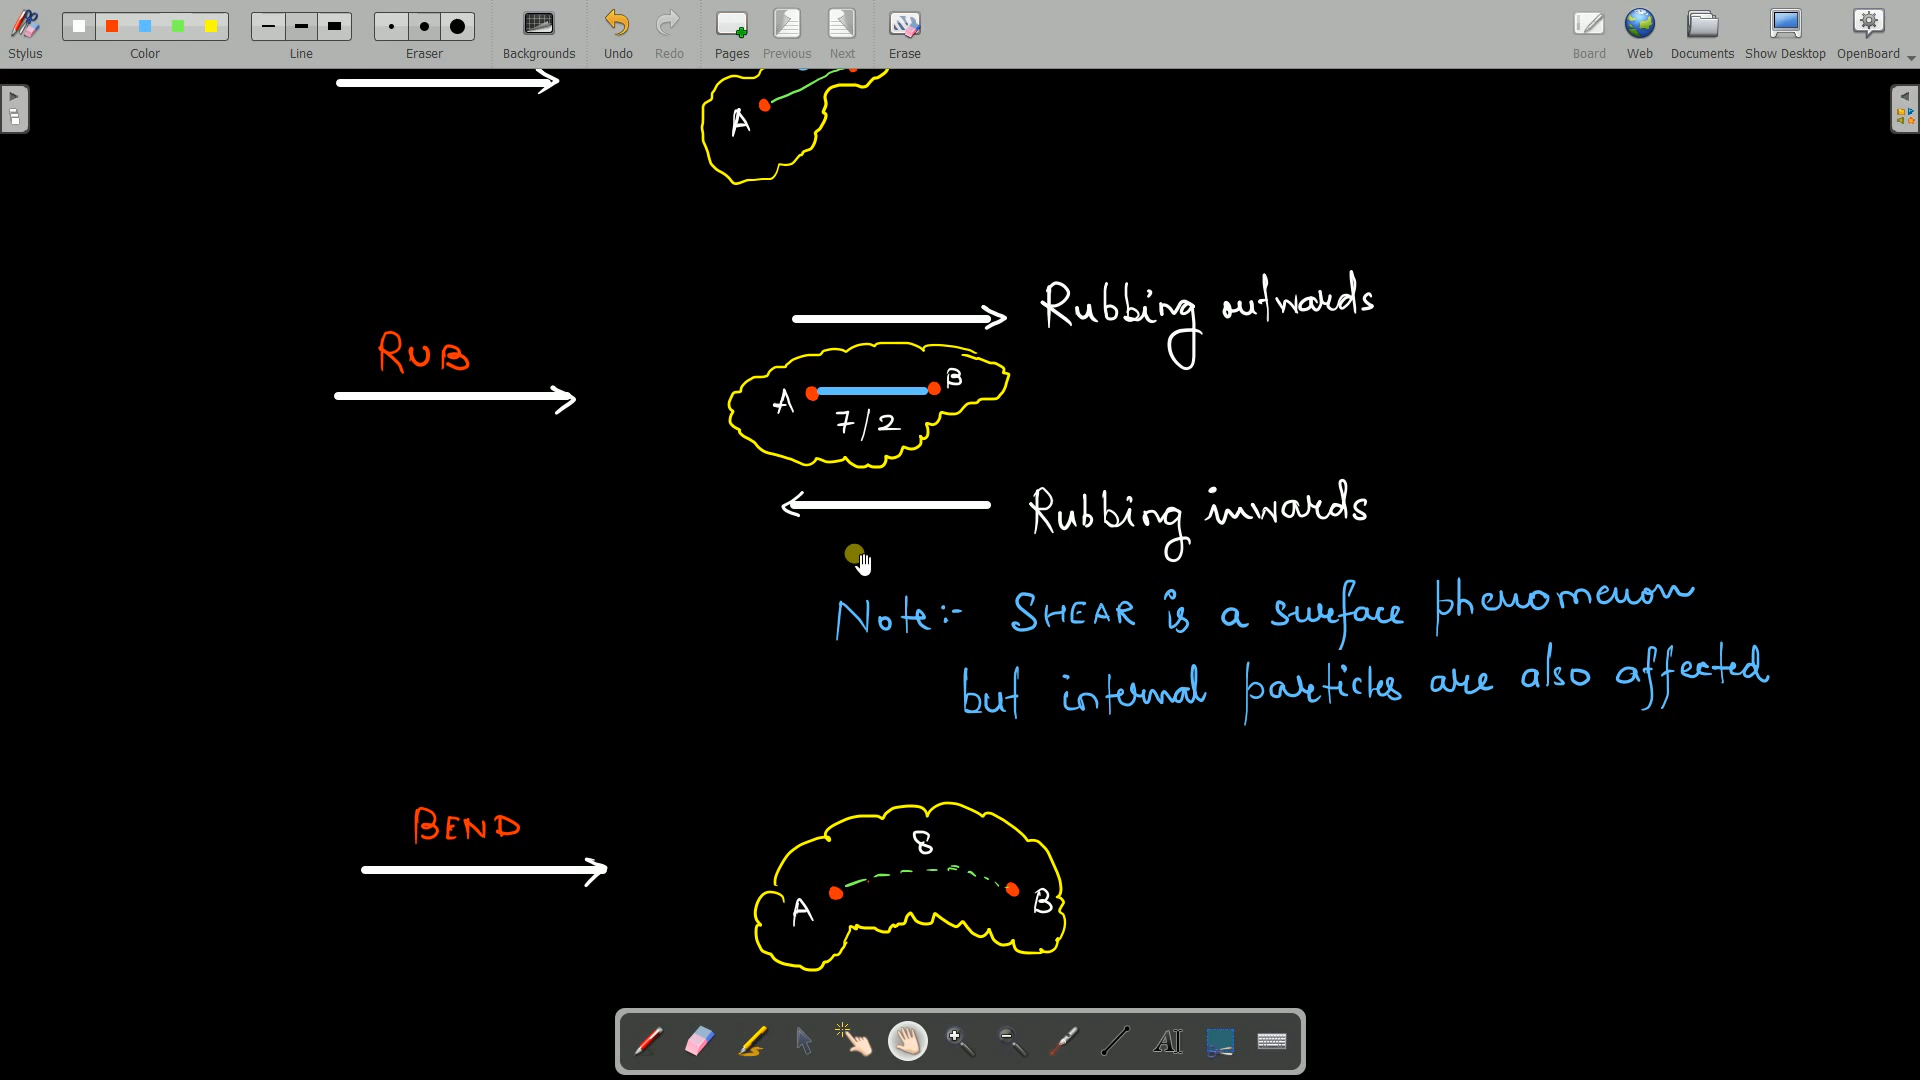 Stylus
Color
Line
Eraser
Backgrounds
Undo
Redo
Pages
Previous
Next
Erase
Board
Web
Documents
Show Desktop
OpenBoard
A
Rubbing outwards
RUB
A B
7/2
Rubbing inwards
Note:- SHEAR is a surface phenomenon
but internal particles are also affected
BEND
8
A B